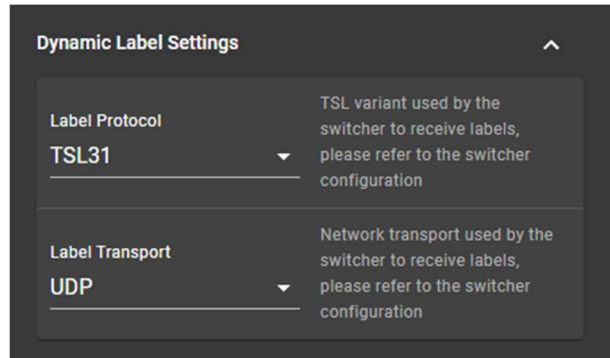 Dynamic Label Settings
Label Protocol
TSL31
TSL variant used by the
switcher to receive labels,
please refer to the switcher
configuration
Label Transport
UDP
Network transport used by the
switcher to receive labels,
please refer to the switcher
configuration